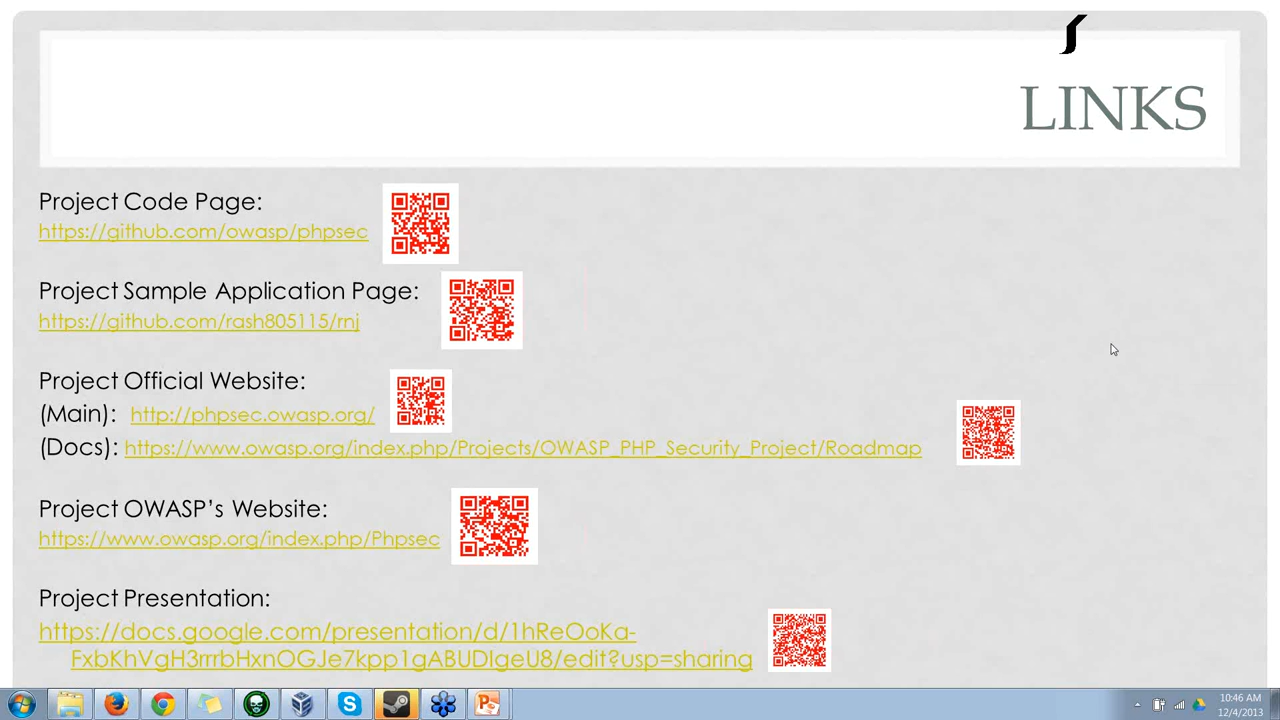 LINKS
Project Code Page:
https://github.com/owasp/phpsec
Project Sample Application Page:
https://github.com/rash805115/rnj
Project Official Website:
(Main): http://phpsec.owasp.org/
(Docs): https://www.owasp.org/index.php/Projects/OWASP_PHP_Security_Project/Roadmap
Project OWASP's Website:
https://www.owasp.org/index.php/Phpsec
Project Presentation:
https://docs.google.com/presentation/d/1hReOoKa-
FxbKhVgH3rrrbHxnOGJe7kpp1gABUDIgeU8/edit?usp=sharing
10:46 AM
12/4/2013